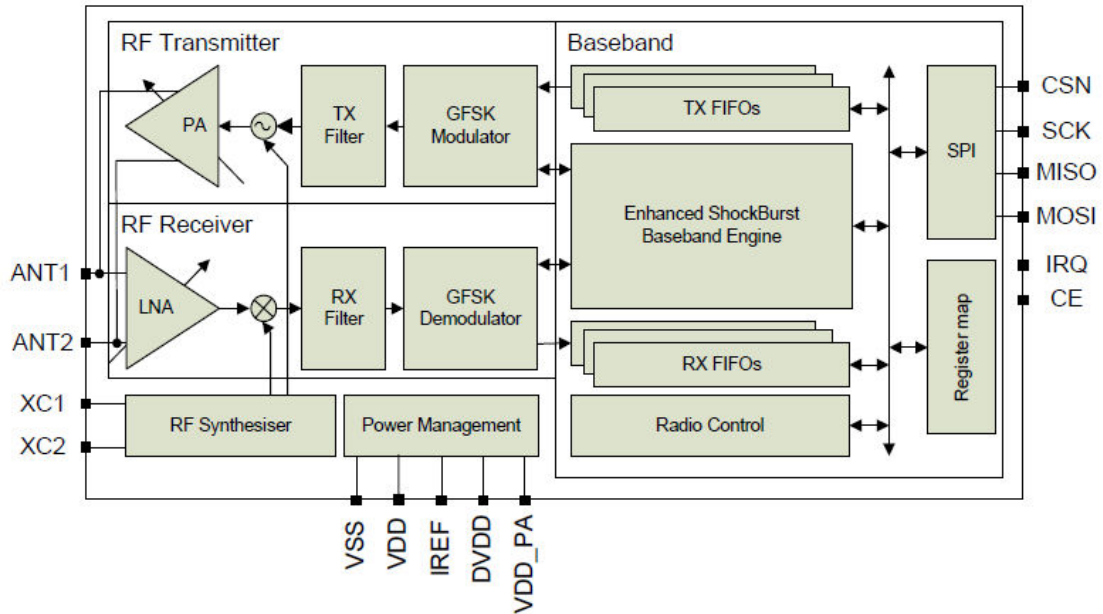 RF Transmitter
Baseband
PA
TX
Filter
GFSK
Modulator
TX FIFOs
SPI
CSN
SCK
MISO
MOSI
Enhanced ShockBurst
Baseband Engine
RF Receiver
ANT1
LNA
RX
Filter
GFSK
Demodulator
IRQ
CE
ANT2
RX FIFOs
Register map
XC1
XC2
RF Synthesiser
Power Management
Radio Control
VSS
VDD
IREF
DVDD
VDD_PA